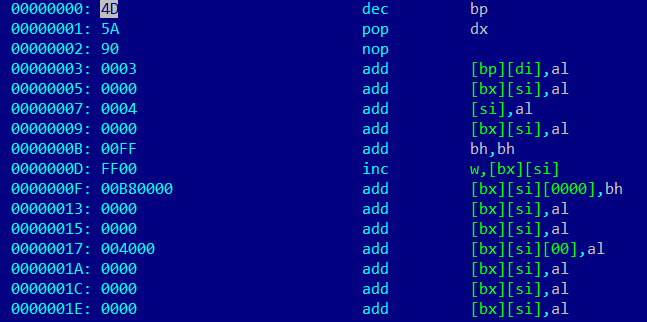 00000000: 4D dec bp
00000001: 5A pop dx
00000002: 90 nop
00000003: 0003 add [bp][di],al
00000005: 0000 add [bx][si],al
00000007: 0004 add [si],al
00000009: 0000 add [bx][si],al
0000000B: 00FF add bh,bh
0000000D: FF00 inc w,[bx][si]
0000000F: 00B80000 add [bx][si][0000],bh
00000013: 0000 add [bx][si],al
00000015: 0000 add [bx][si],al
00000017: 004000 add [bx][si][00],al
0000001A: 0000 add [bx][si],al
0000001C: 0000 add [bx][si],al
0000001E: 0000 add [bx][si],al